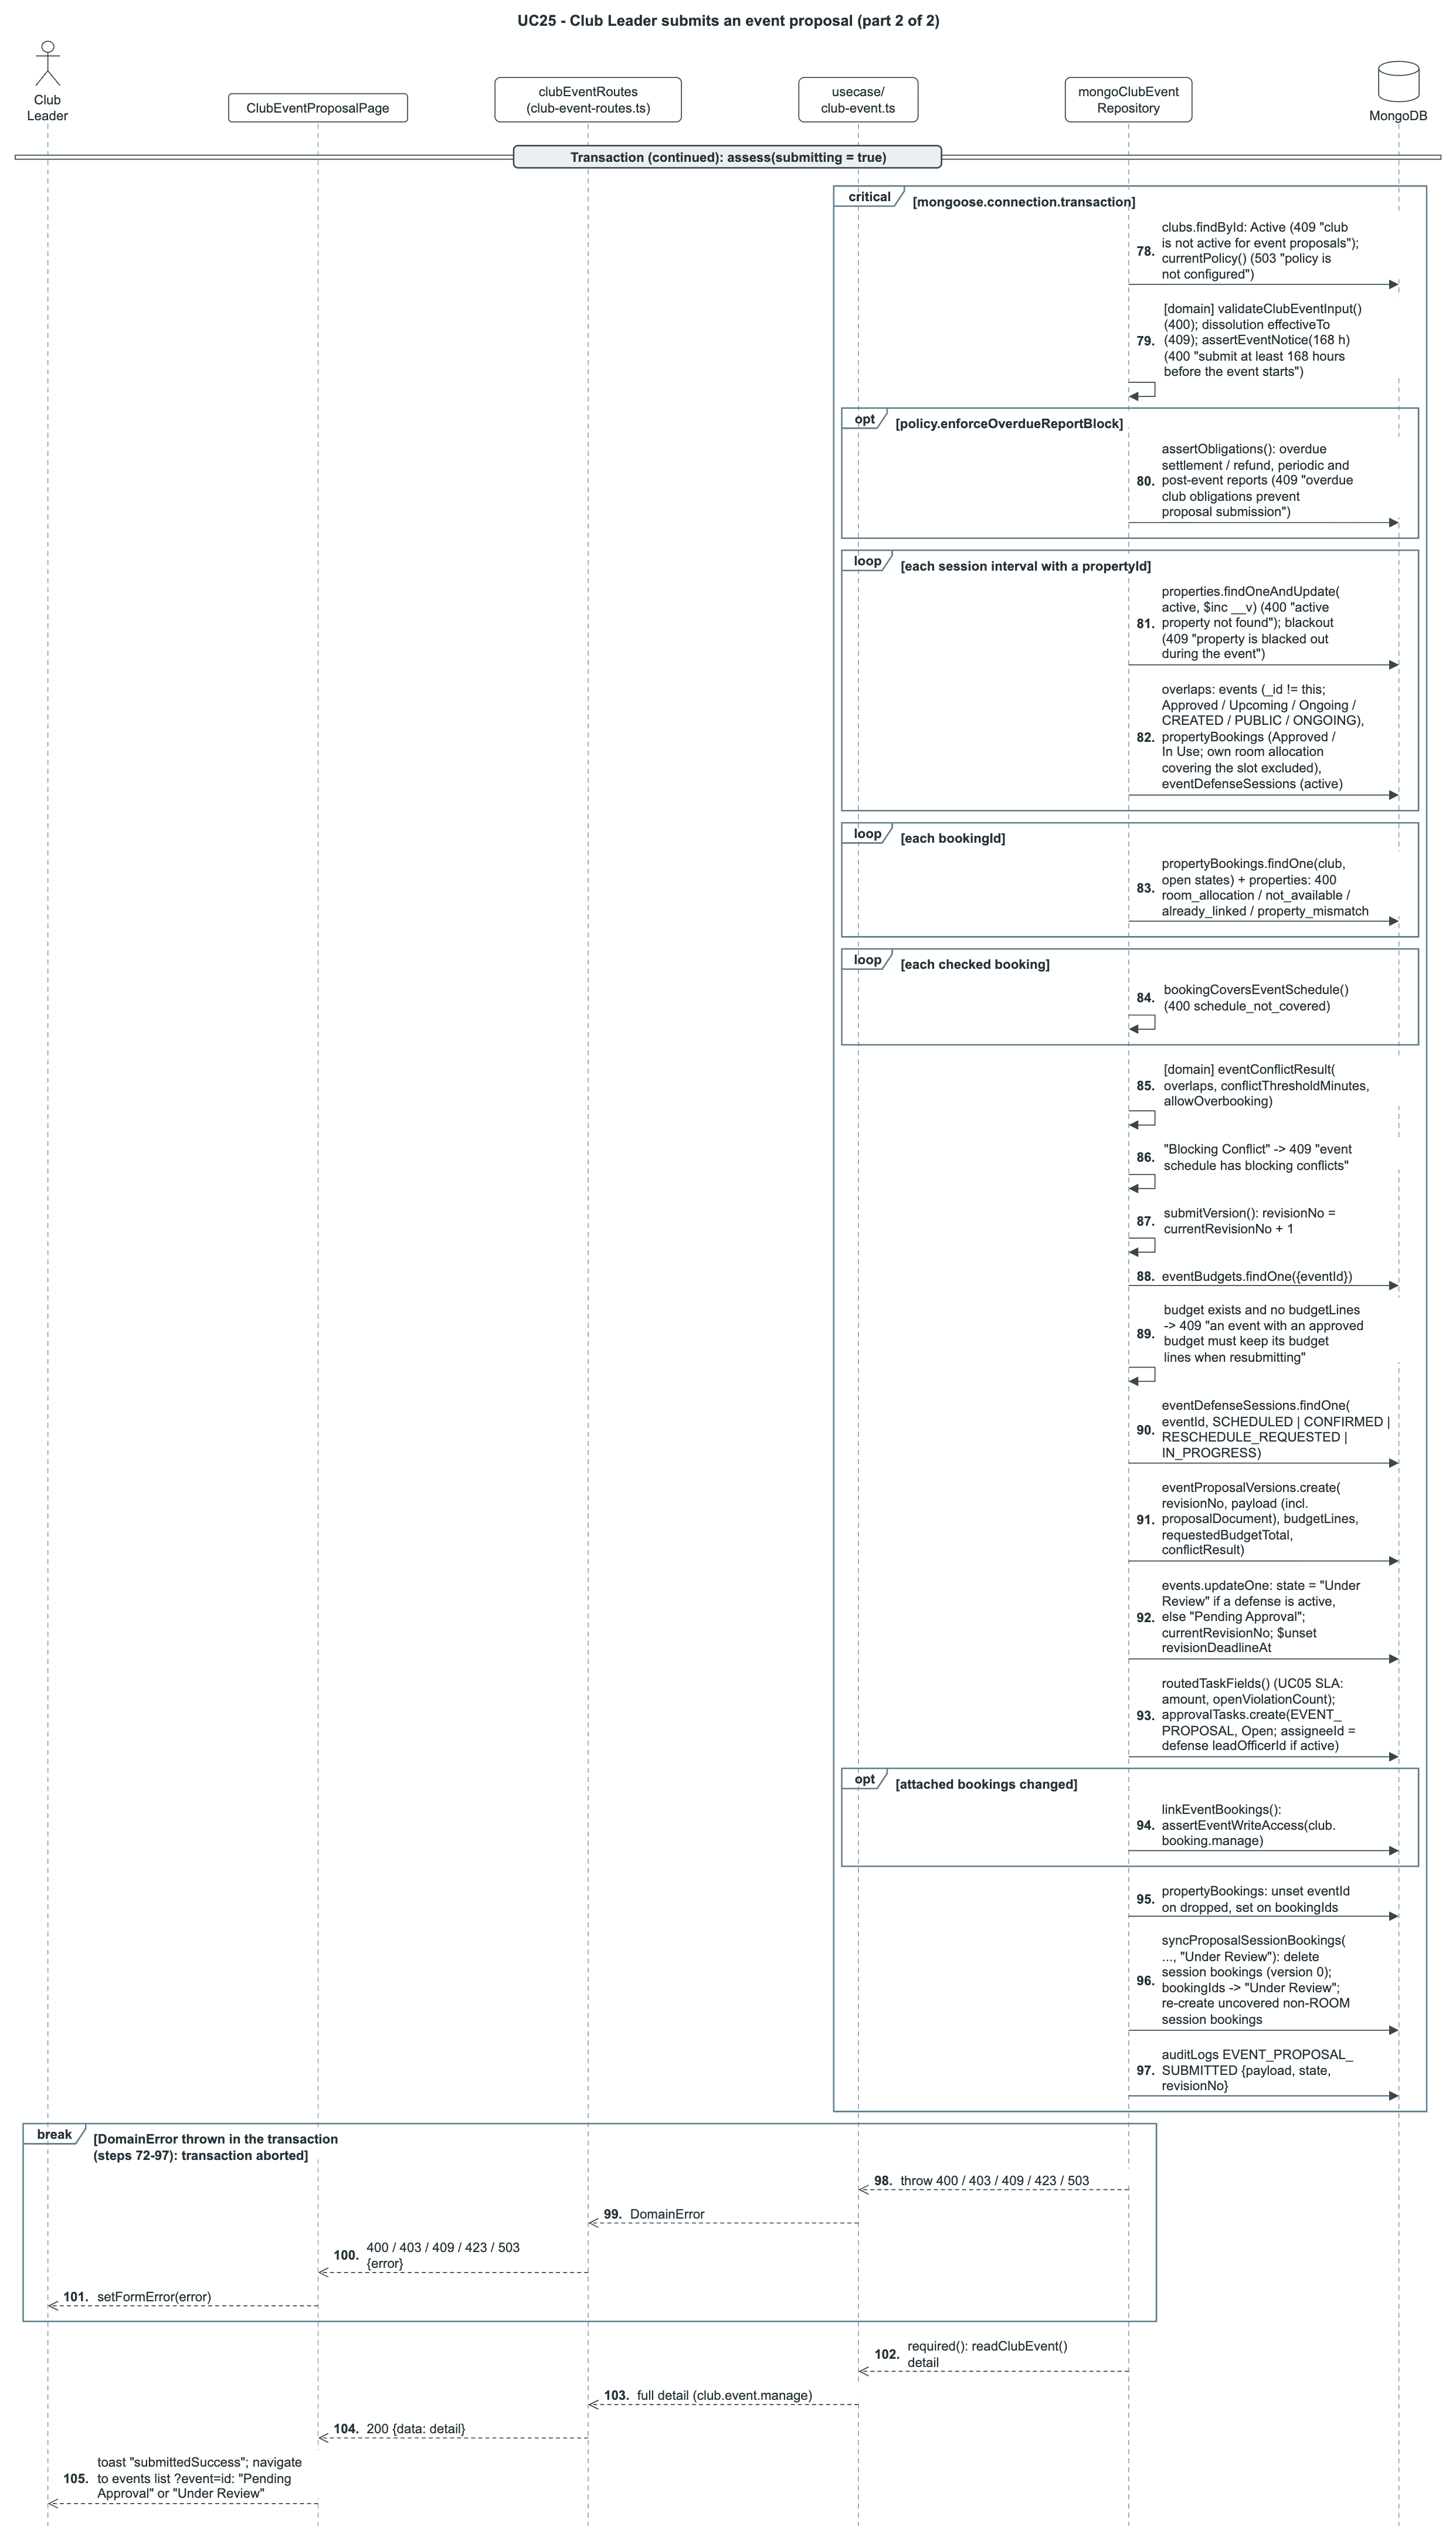 UC25 - Club Leader submits an event proposal (part 2 of 2)
Club
Leader
ClubEventProposalPage
clubEventRoutes
(club-event-routes.ts)
usecase/
club-event.ts
mongoClubEvent
Repository
MongoDB
Transaction (continued): assess(submitting = true)
critical
[mongoose.connection.transaction]
78.
clubs.findById: Active (409 "club
is not active for event proposals");
currentPolicy() (503 "policy is
not configured")
79.
[domain] validateClubEventInput()
(400); dissolution effectiveTo
(409); assertEventNotice(168 h)
(400 "submit at least 168 hours
before the event starts")
opt
[policy.enforceOverdueReportBlock]
80.
assertObligations(): overdue
settlement / refund, periodic and
post-event reports (409 "overdue
club obligations prevent
proposal submission")
loop
[each session interval with a propertyId]
81.
properties.findOneAndUpdate(
active, $inc __v) (400 "active
property not found"); blackout
(409 "property is blacked out
during the event")
82.
overlaps: events (_id != this;
Approved / Upcoming / Ongoing /
CREATED / PUBLIC / ONGOING),
propertyBookings (Approved /
In Use; own room allocation
covering the slot excluded),
eventDefenseSessions (active)
loop
[each bookingId]
83.
propertyBookings.findOne(club,
open states) + properties: 400
room_allocation / not_available /
already_linked / property_mismatch
loop
[each checked booking]
84.
bookingCoversEventSchedule()
(400 schedule_not_covered)
85.
[domain] eventConflictResult(
overlaps, conflictThresholdMinutes,
allowOverbooking)
86.
"Blocking Conflict" -> 409 "event
schedule has blocking conflicts"
87.
submitVersion(): revisionNo =
currentRevisionNo + 1
88. eventBudgets.findOne({eventId})
89.
budget exists and no budgetLines
-> 409 "an event with an approved
budget must keep its budget
lines when resubmitting"
90.
eventDefenseSessions.findOne(
eventId, SCHEDULED | CONFIRMED |
RESCHEDULE_REQUESTED |
IN_PROGRESS)
91.
eventProposalVersions.create(
revisionNo, payload (incl.
proposalDocument), budgetLines,
requestedBudgetTotal,
conflictResult)
92.
events.updateOne: state = "Under
Review" if a defense is active,
else "Pending Approval";
currentRevisionNo; $unset
revisionDeadlineAt
93.
routedTaskFields() (UC05 SLA:
amount, openViolationCount);
approvalTasks.create(EVENT_
PROPOSAL, Open; assigneeId =
defense leadOfficerId if active)
opt
[attached bookings changed]
94.
linkEventBookings():
assertEventWriteAccess(club.
booking.manage)
95.
propertyBookings: unset eventId
on dropped, set on bookingIds
96.
syncProposalSessionBookings(
..., "Under Review"): delete
session bookings (version 0);
bookingIds -> "Under Review";
re-create uncovered non-ROOM
session bookings
97.
auditLogs EVENT_PROPOSAL_
SUBMITTED {payload, state,
revisionNo}
break
[DomainError thrown in the transaction
(steps 72-97): transaction aborted]
98. throw 400 / 403 / 409 / 423 / 503
99. DomainError
100.
400 / 403 / 409 / 423 / 503
{error}
101. setFormError(error)
102.
required(): readClubEvent()
detail
103. full detail (club.event.manage)
104. 200 {data: detail}
105.
toast "submittedSuccess"; navigate
to events list ?event=id: "Pending
Approval" or "Under Review"